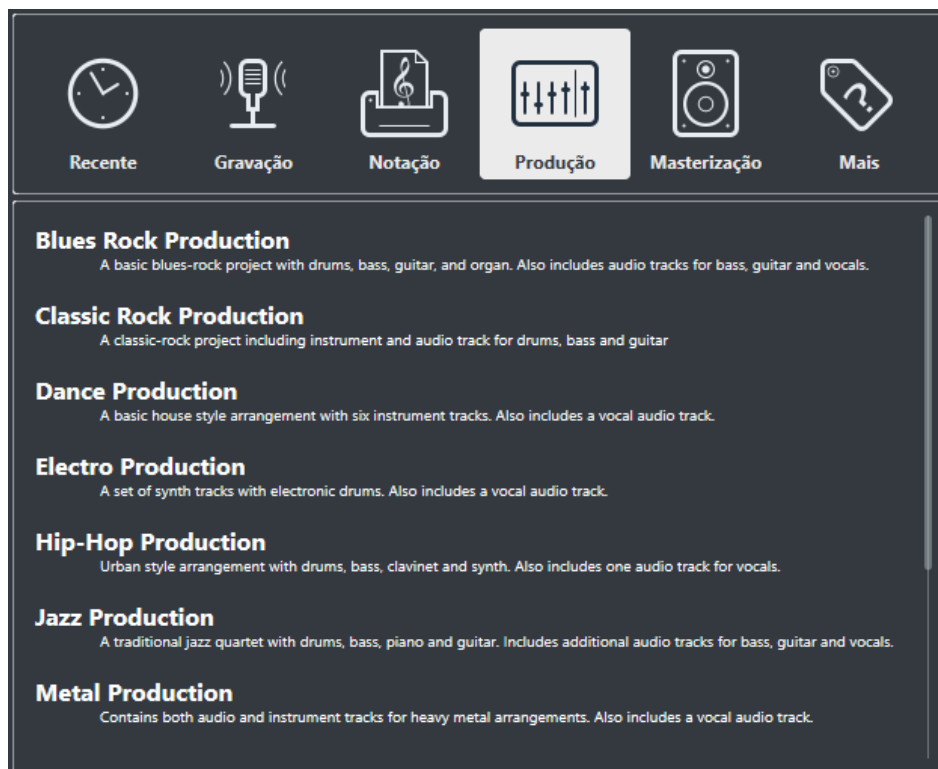 Recente
Gravação
Notação
Produção
Masterização
Mais
Blues Rock Production
A basic blues-rock project with drums, bass, guitar, and organ. Also includes audio tracks for bass, guitar and vocals.
Classic Rock Production
A classic-rock project including instrument and audio track for drums, bass and guitar
Dance Production
A basic house style arrangement with six instrument tracks. Also includes a vocal audio track.
Electro Production
A set of synth tracks with electronic drums. Also includes a vocal audio track.
Hip-Hop Production
Urban style arrangement with drums, bass, clavinet and synth. Also includes one audio track for vocals.
Jazz Production
A traditional jazz quartet with drums, bass, piano and guitar. Includes additional audio tracks for bass, guitar and vocals.
Metal Production
Contains both audio and instrument tracks for heavy metal arrangements. Also includes a vocal audio track.